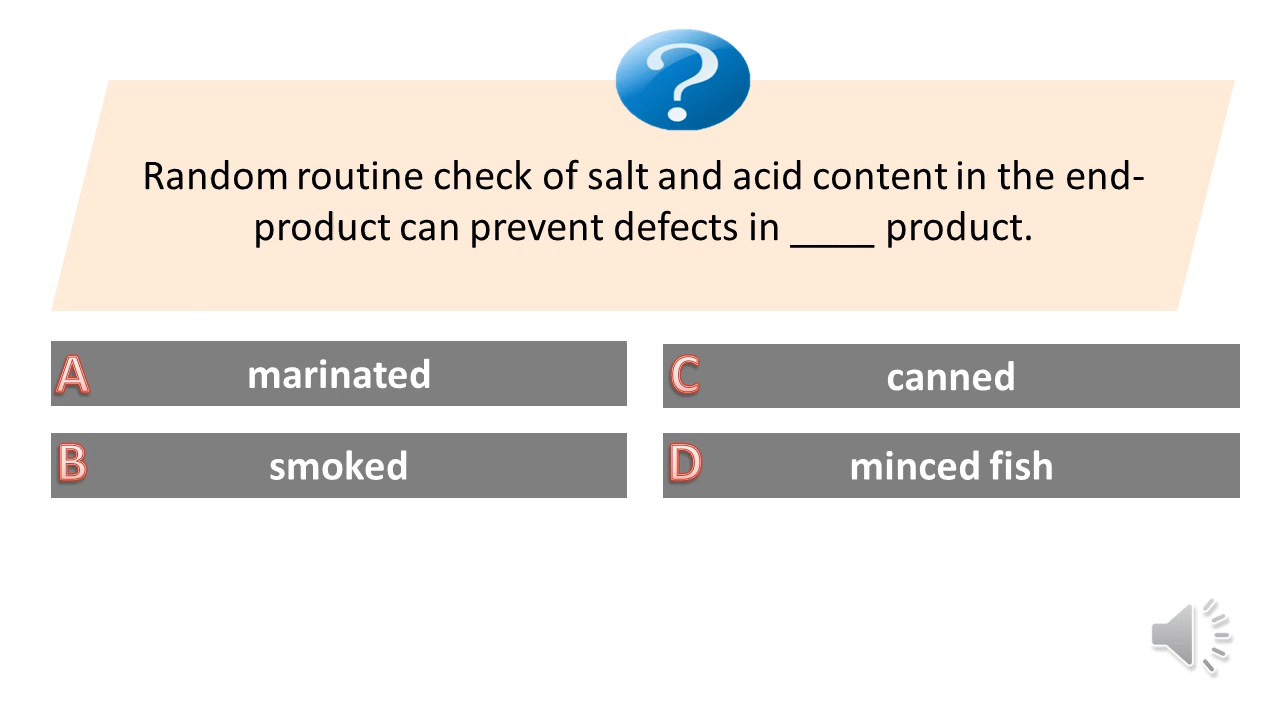 ?
Random routine check of salt and acid content in the end-
product can prevent defects in ____ product.
A marinated
B smoked
C canned
D minced fish